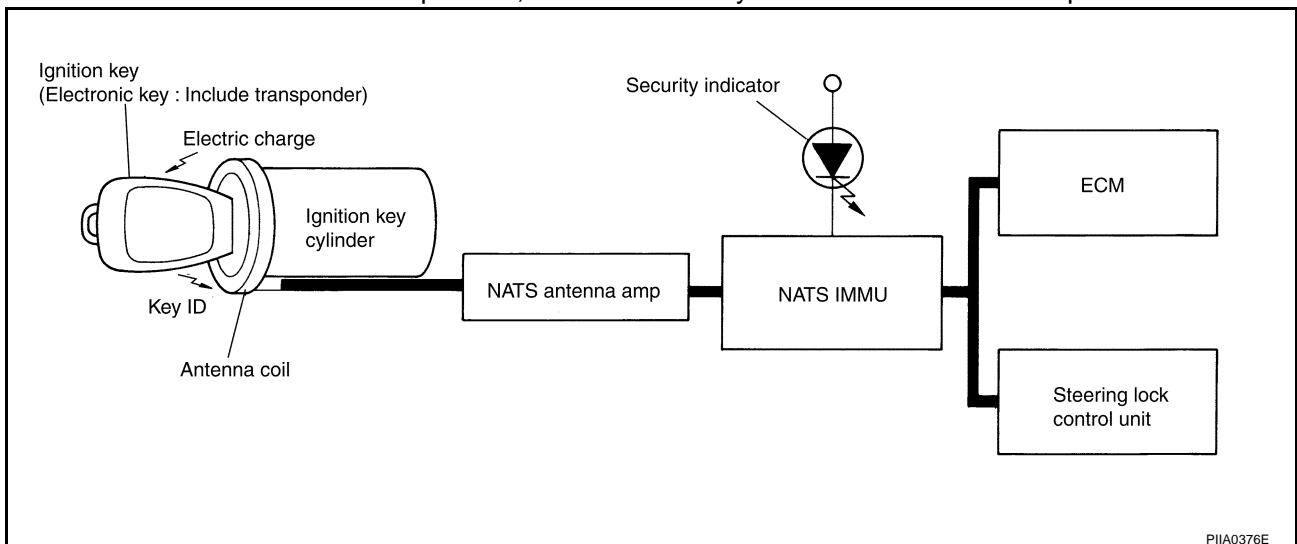 Ignition key
(Electronic key : Include transponder)
Electric charge
Ignition key
cylinder
Key ID
Antenna coil
NATS antenna amp
Security indicator
NATS IMMU
ECM
Steering lock
control unit
PIIA0376E